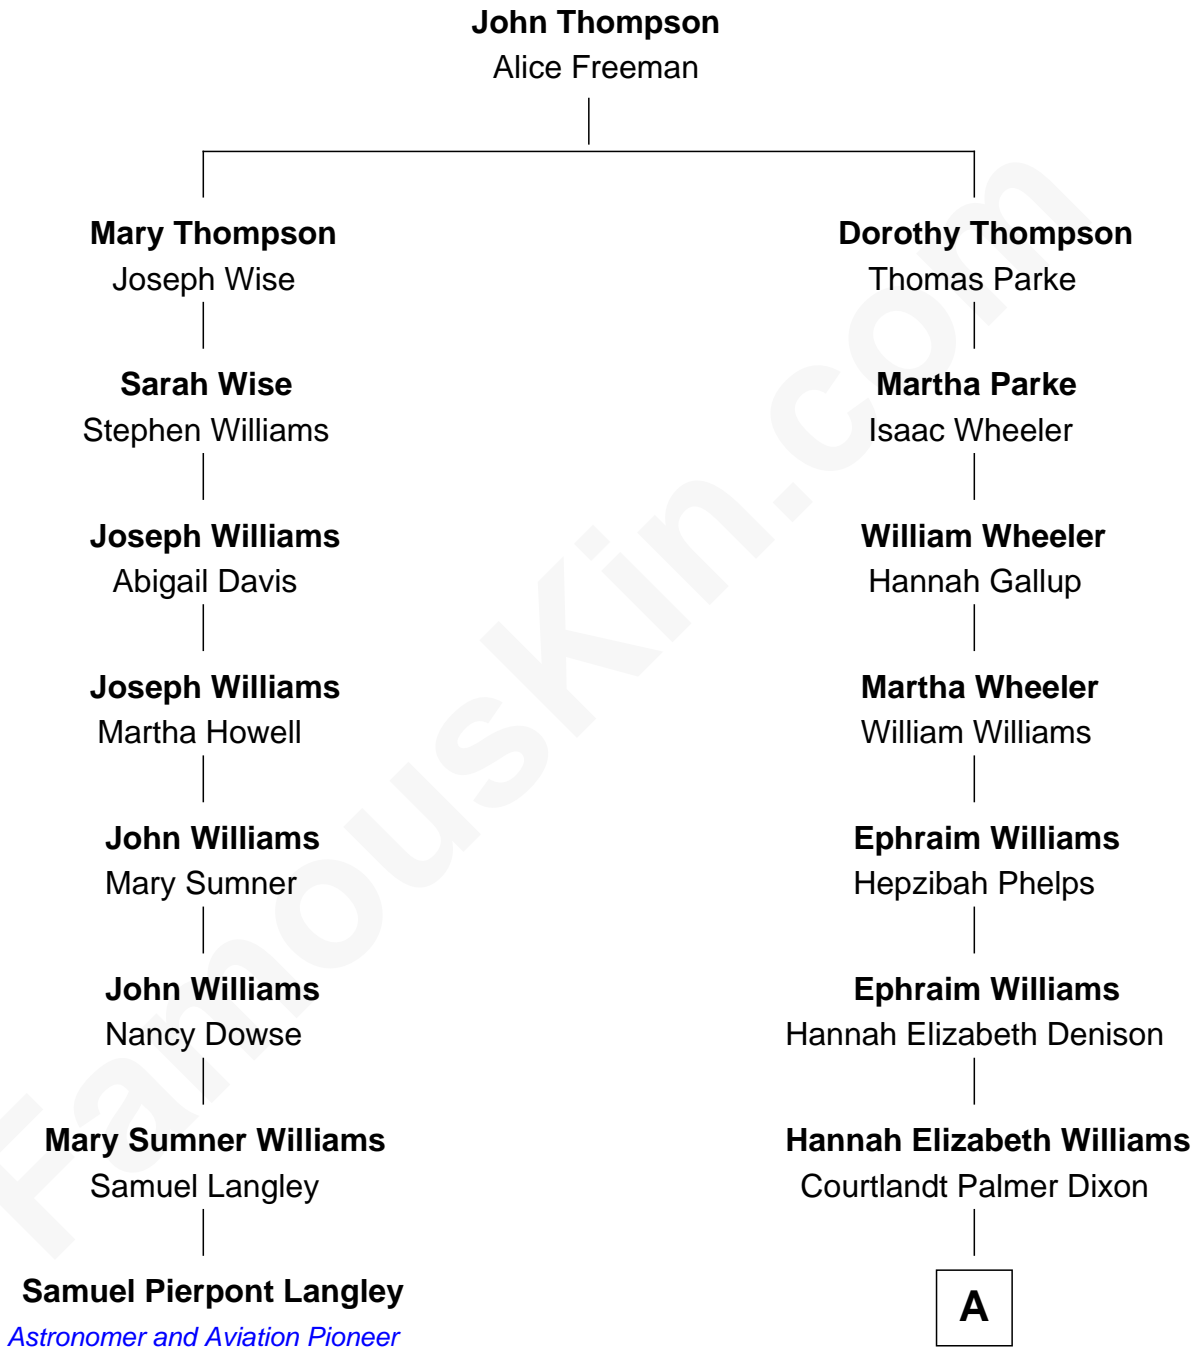 John Thompson
Alice Freeman
Mary Thompson
Joseph Wise
Dorothy Thompson
Thomas Parke
Sarah Wise
Stephen Williams
Martha Parke
Isaac Wheeler
Joseph Williams
Abigail Davis
William Wheeler
Hannah Gallup
Joseph Williams
Martha Howell
Martha Wheeler
William Williams
John Williams
Mary Sumner
Ephraim Williams
Hepzibah Phelps
John Williams
Nancy Dowse
Ephraim Williams
Hannah Elizabeth Denison
Mary Sumner Williams
Samuel Langley
Hannah Elizabeth Williams
Courtlandt Palmer Dixon
Samuel Pierpont Langley
Astronomer and Aviation Pioneer
A
FamousKin.com